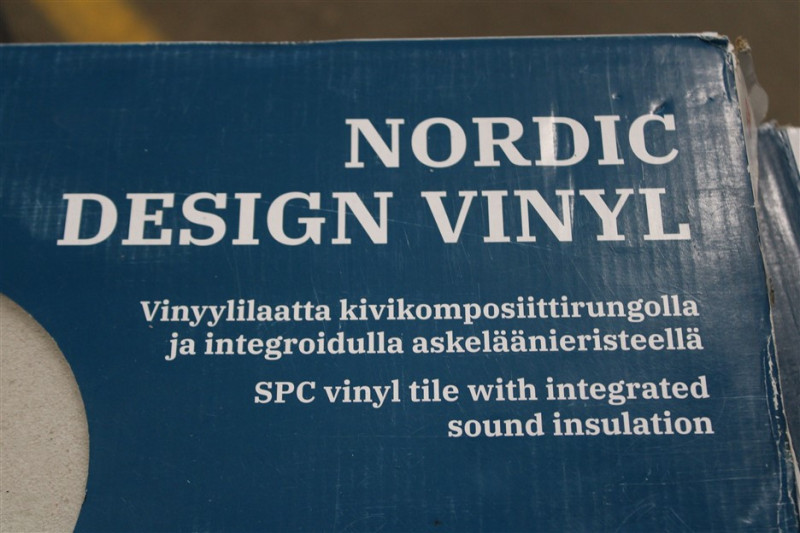 NORDIC
DESIGN VINYL
Vinyylilaatta kivikomposiittirungolla
ja integroidulla askeläänieristeellä
SPC vinyl tile with integrated
sound insulation